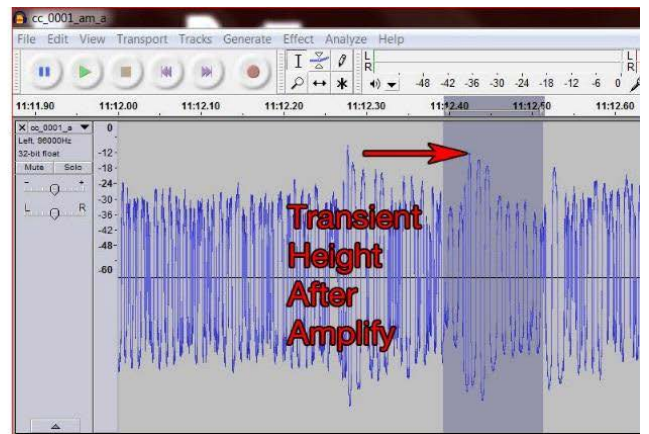 cc_0001_am_a
File Edit View Transport Tracks Generate Effect Analyze Help
L
R
-48 -42 -36 -30 -24 -18 -12 -6 0
L
R
11:11.90 11:12.00 11:12.10 11:12.20 11:12.30 11:12.40 11:12.50 11:12.60
X cc_0001_a
Left, 96000Hz
32-bit float
Mute Solo
- +
L R
0
-12
-18
-24
-30
-36
-42
-48
-60
Transient
Height
After
Amplify